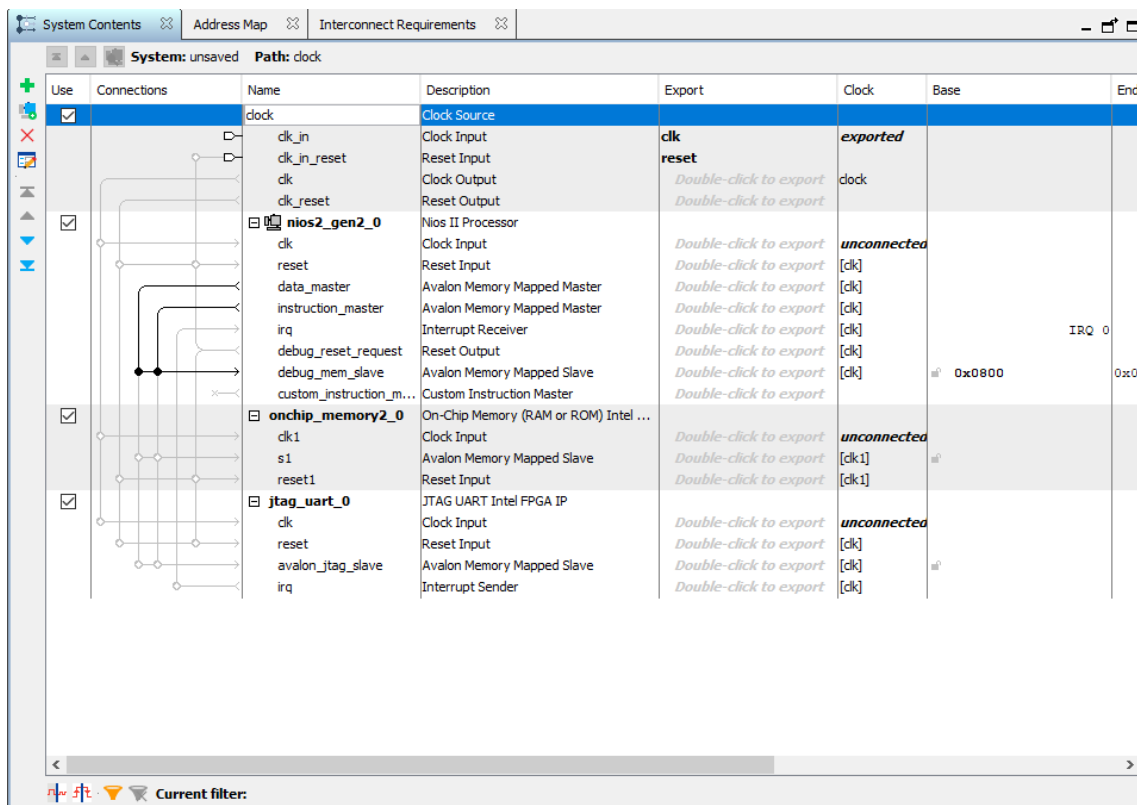 System Contents Address Map Interconnect Requirements
System: unsaved Path: clock
Use Connections Name Description Export Clock Base End
clock Clock Source
clk_in Clock Input clk exported
clk_in_reset Reset Input reset
clk Clock Output Double-click to export clock
clk_reset Reset Output Double-click to export
nios2_gen2_0 Nios II Processor
clk Clock Input Double-click to export unconnected
reset Reset Input Double-click to export [clk]
data_master Avalon Memory Mapped Master Double-click to export [clk]
instruction_master Avalon Memory Mapped Master Double-click to export [clk]
irq Interrupt Receiver Double-click to export [clk] IRQ 0
debug_reset_request Reset Output Double-click to export [clk]
debug_mem_slave Avalon Memory Mapped Slave Double-click to export [clk] 0x0800 0x0
custom_instruction_m... Custom Instruction Master Double-click to export
onchip_memory2_0 On-Chip Memory (RAM or ROM) Intel ...
clk1 Clock Input Double-click to export unconnected
s1 Avalon Memory Mapped Slave Double-click to export [clk1]
reset1 Reset Input Double-click to export [clk1]
jtag_uart_0 JTAG UART Intel FPGA IP
clk Clock Input Double-click to export unconnected
reset Reset Input Double-click to export [clk]
avalon_jtag_slave Avalon Memory Mapped Slave Double-click to export [clk]
irq Interrupt Sender Double-click to export [clk]
Current filter: